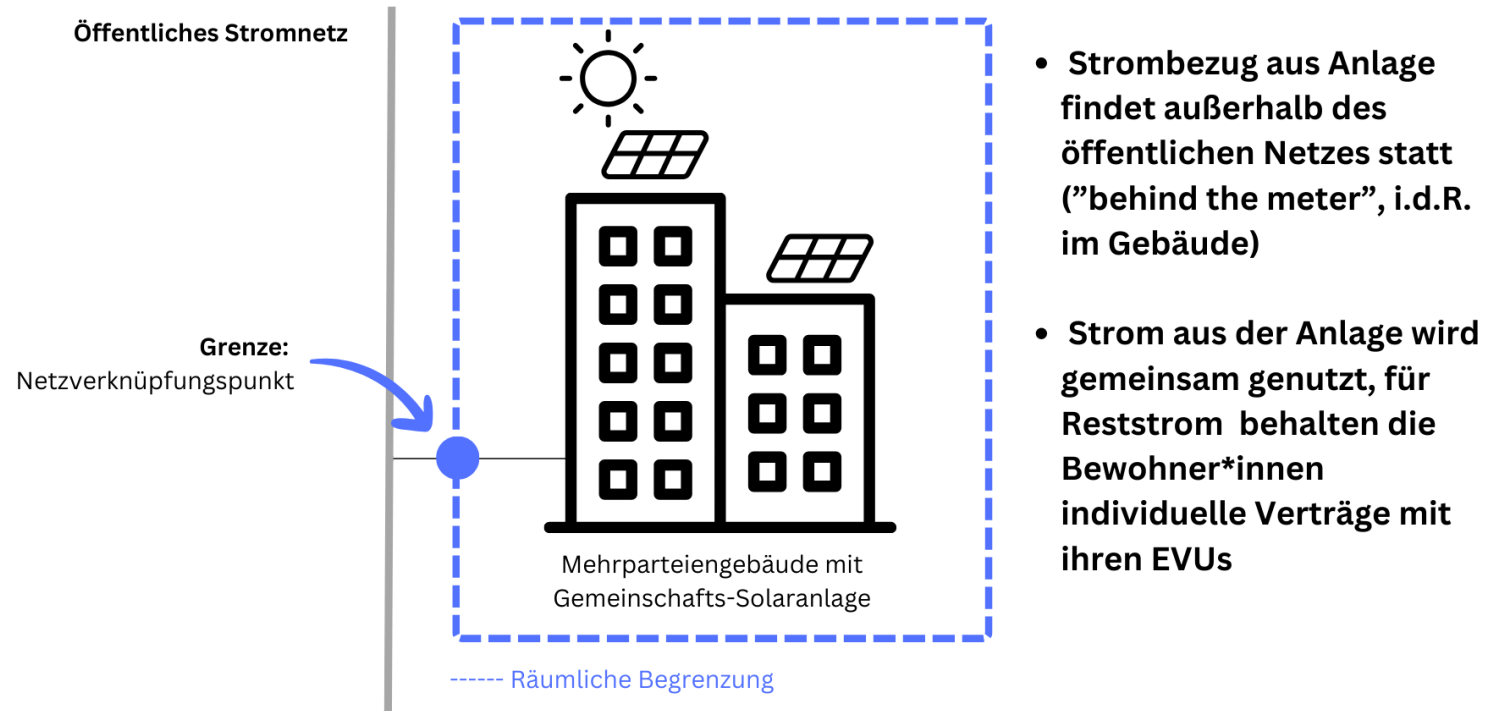 Öffentliches Stromnetz
Grenze:
Netzverknüpfungspunkt
Mehrparteiengebäude mit
Gemeinschafts-Solaranlage
------ Räumliche Begrenzung
• Strombezug aus Anlage
findet außerhalb des
öffentlichen Netzes statt
(”behind the meter”, i.d.R.
im Gebäude)
• Strom aus der Anlage wird
gemeinsam genutzt, für
Reststrom behalten die
Bewohner*innen
individuelle Verträge mit
ihren EVUs